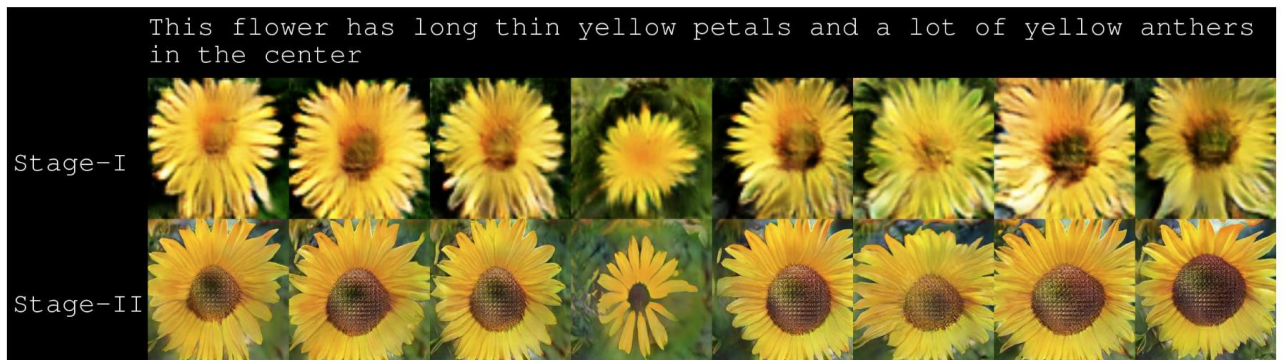 This flower has long thin yellow petals and a lot of yellow anthers
in the center
Stage-I
Stage-II